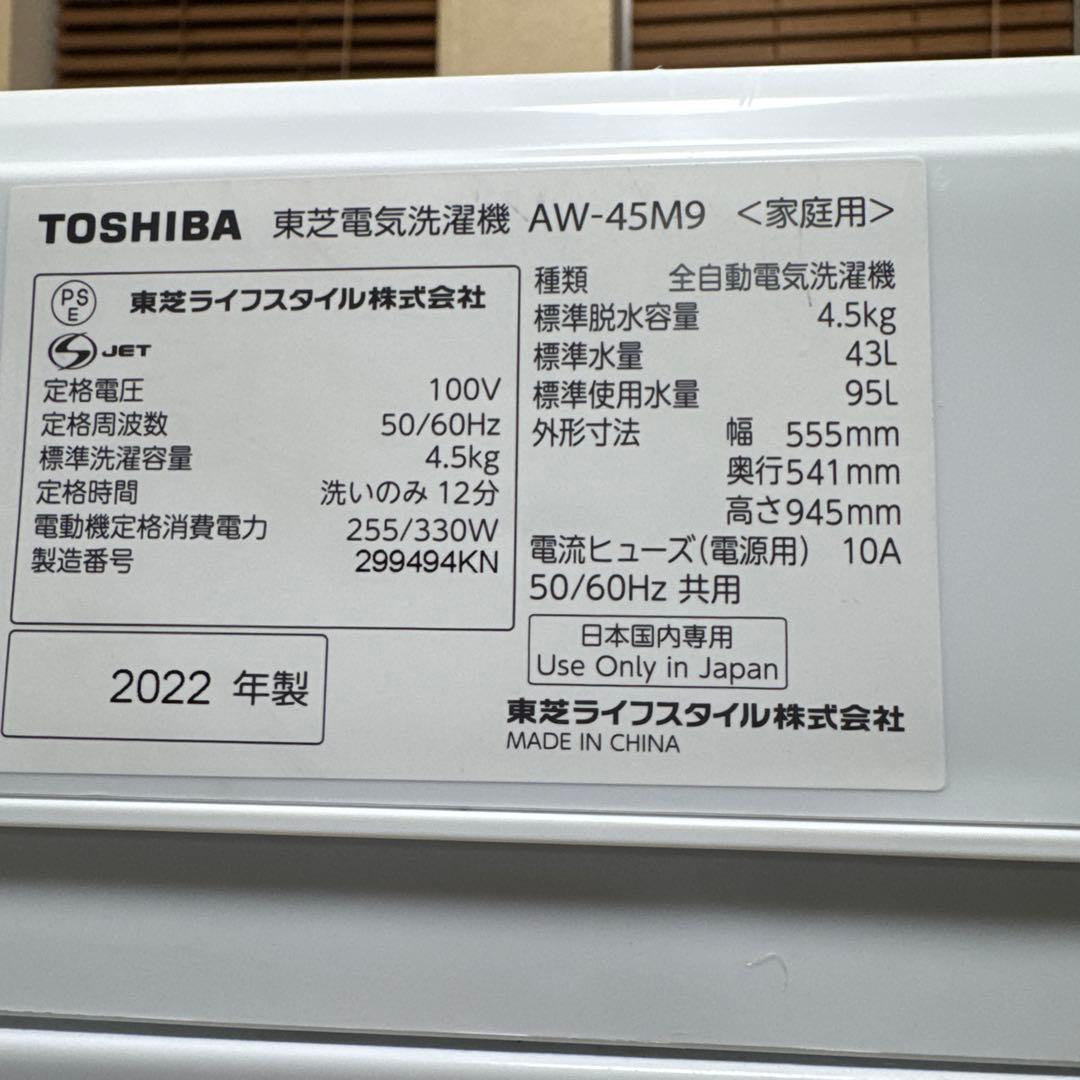 TOSHIBA 東芝電気洗濯機 AW-45M9 <家庭用>
PSE 東芝ライフスタイル株式会社
S JET
定格電圧 100V
定格周波数 50/60Hz
標準洗濯容量 4.5kg
定格時間 洗いのみ 12分
電動機定格消費電力 255/330W
製造番号 299494KN
2022 年製
種類 全自動電気洗濯機
標準脱水容量 4.5kg
標準水量 43L
標準使用水量 95L
外形寸法 幅 555mm
奥行541mm
高さ945mm
電流ヒューズ(電源用) 10A
50/60Hz 共用
日本国内専用
Use Only in Japan
東芝ライフスタイル株式会社
MADE IN CHINA